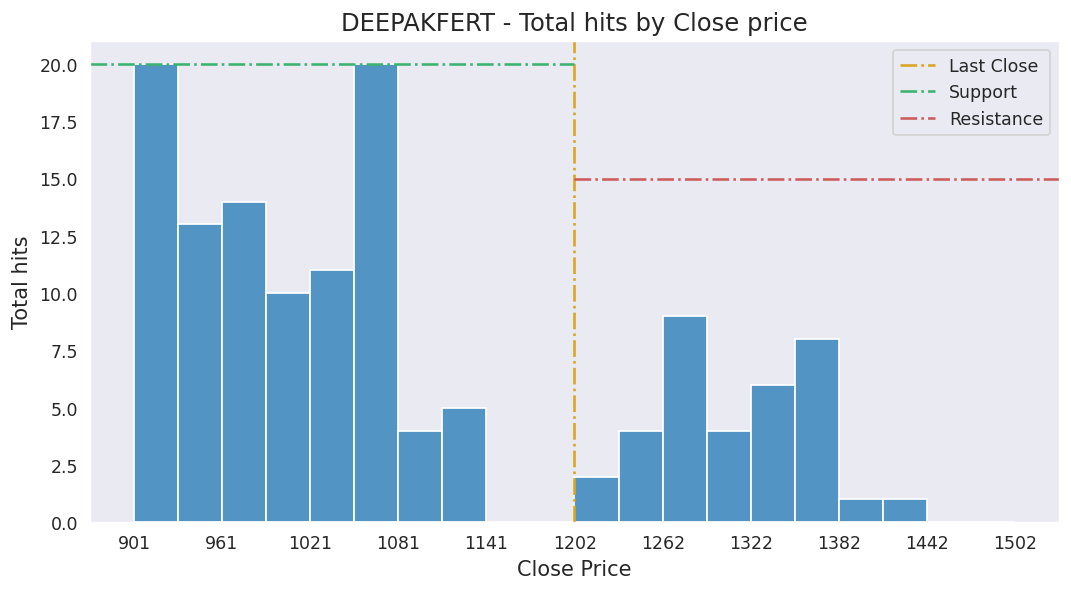 DEEPAKFERT - Total hits by Close price
Last Close
Support
Resistance
Total hits
20.0
17.5
15.0
12.5
10.0
7.5
5.0
2.5
0.0
901 961 1021 1081 1141 1202 1262 1322 1382 1442 1502
Close Price